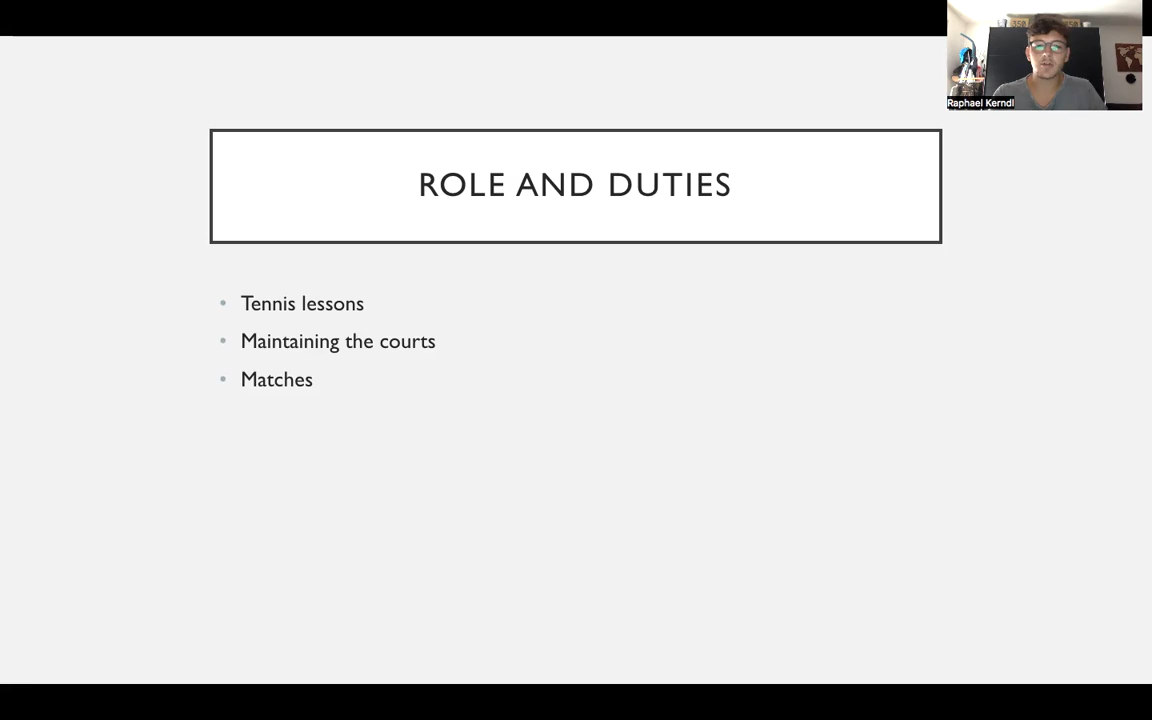 Raphael Kerndl
ROLE AND DUTIES
• Tennis lessons
• Maintaining the courts
• Matches